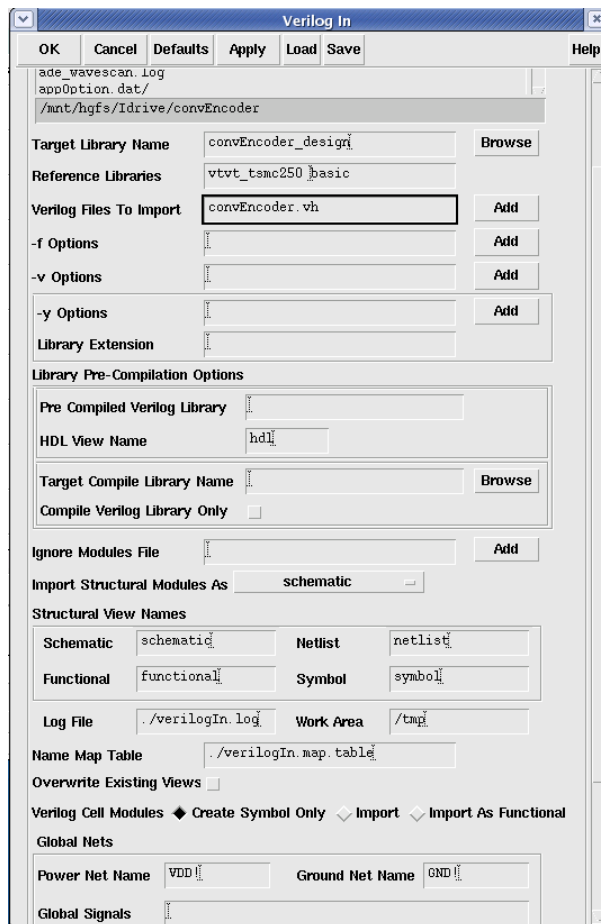 Verilog In
OK Cancel Defaults Apply Load Save Help
ade_wavescan.log
appOption.dat/
/mnt/hgfs/Idrive/convEncoder
Target Library Name convEncoder_design Browse
Reference Libraries vtvt_tsmc250 basic
Verilog Files To Import convEncoder.vh Add
-f Options Add
-v Options Add
-y Options Add
Library Extension
Library Pre-Compilation Options
Pre Compiled Verilog Library
HDL View Name hdl
Target Compile Library Name Browse
Compile Verilog Library Only
Ignore Modules File Add
Import Structural Modules As schematic
Structural View Names
Schematic schematic Netlist netlist
Functional functional Symbol symbol
Log File ./verilogIn.log Work Area /tmp
Name Map Table ./verilogIn.map.table
Overwrite Existing Views
Verilog Cell Modules Create Symbol Only Import Import As Functional
Global Nets
Power Net Name VDD! Ground Net Name GND!
Global Signals